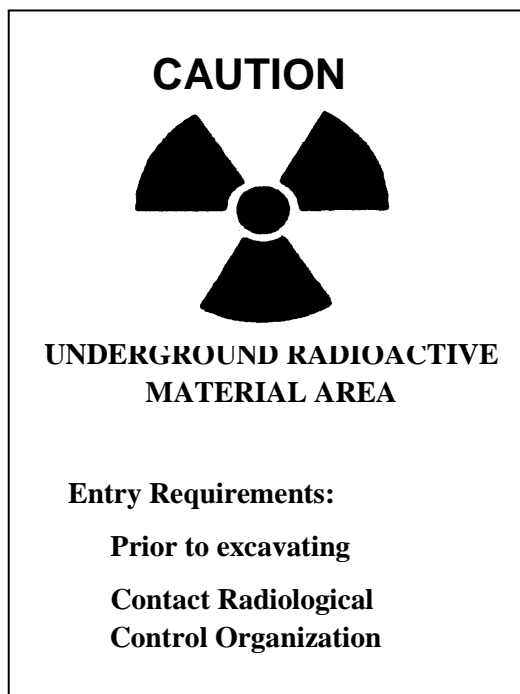 CAUTION
UNDERGROUND RADIOACTIVE
MATERIAL AREA
Entry Requirements:
Prior to excavating
Contact Radiological
Control Organization